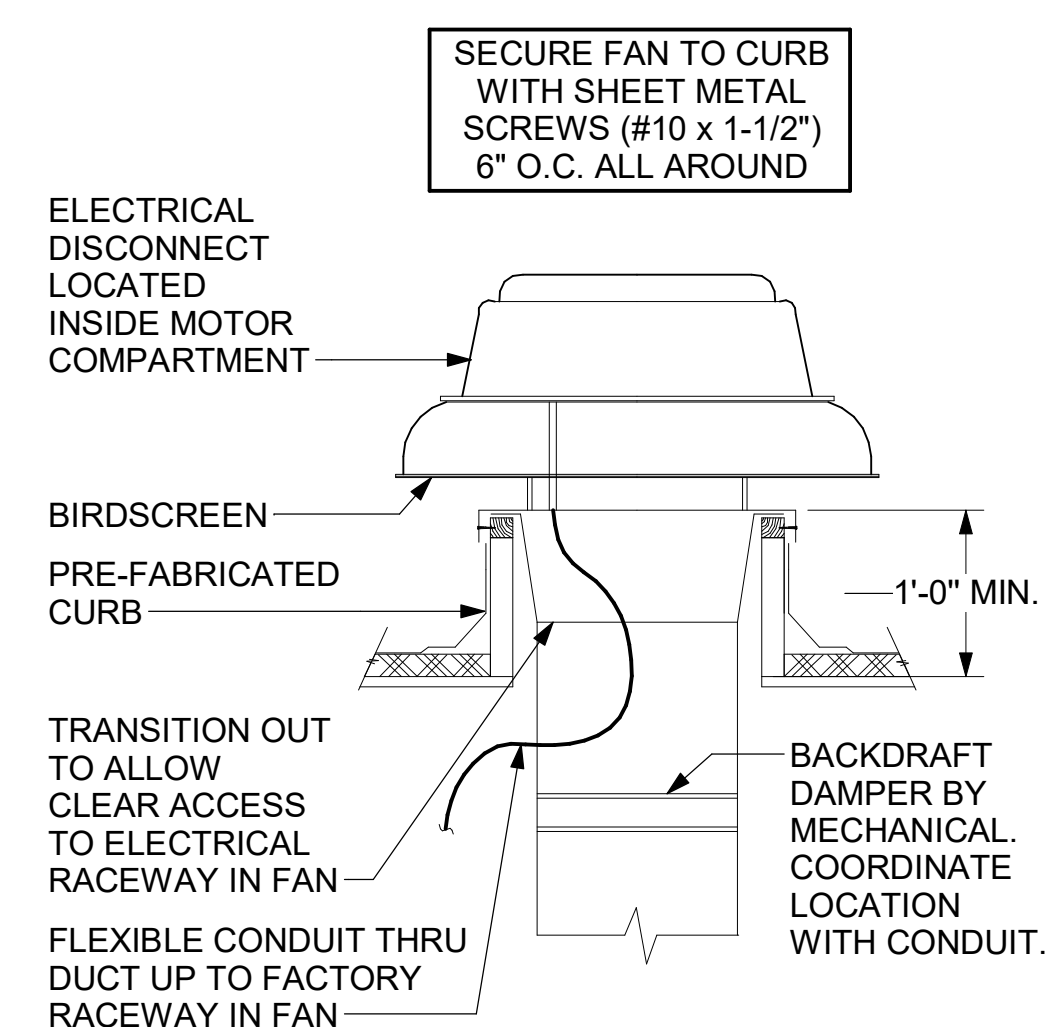 SECURE FAN TO CURB
WITH SHEET METAL
SCREWS (#10 x 1-1/2")
6" O.C. ALL AROUND
ELECTRICAL
DISCONNECT
LOCATED
INSIDE MOTOR
COMPARTMENT
BIRDSCREEN
PRE-FABRICATED
CURB
1'-0" MIN.
TRANSITION OUT
TO ALLOW
CLEAR ACCESS
TO ELECTRICAL
RACEWAY IN FAN
BACKDRAFT
DAMPER BY
MECHANICAL.
COORDINATE
LOCATION
WITH CONDUIT.
FLEXIBLE CONDUIT THRU
DUCT UP TO FACTORY
RACEWAY IN FAN